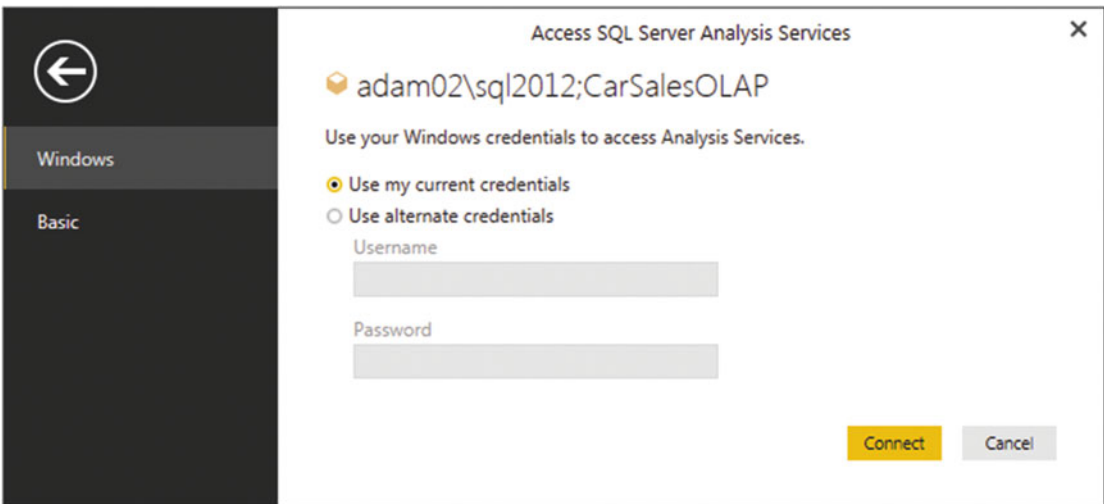 Access SQL Server Analysis Services
adam02\sql2012;CarSalesOLAP
Use your Windows credentials to access Analysis Services.
Windows
Basic
Use my current credentials
Use alternate credentials
Username
Password
Connect
Cancel